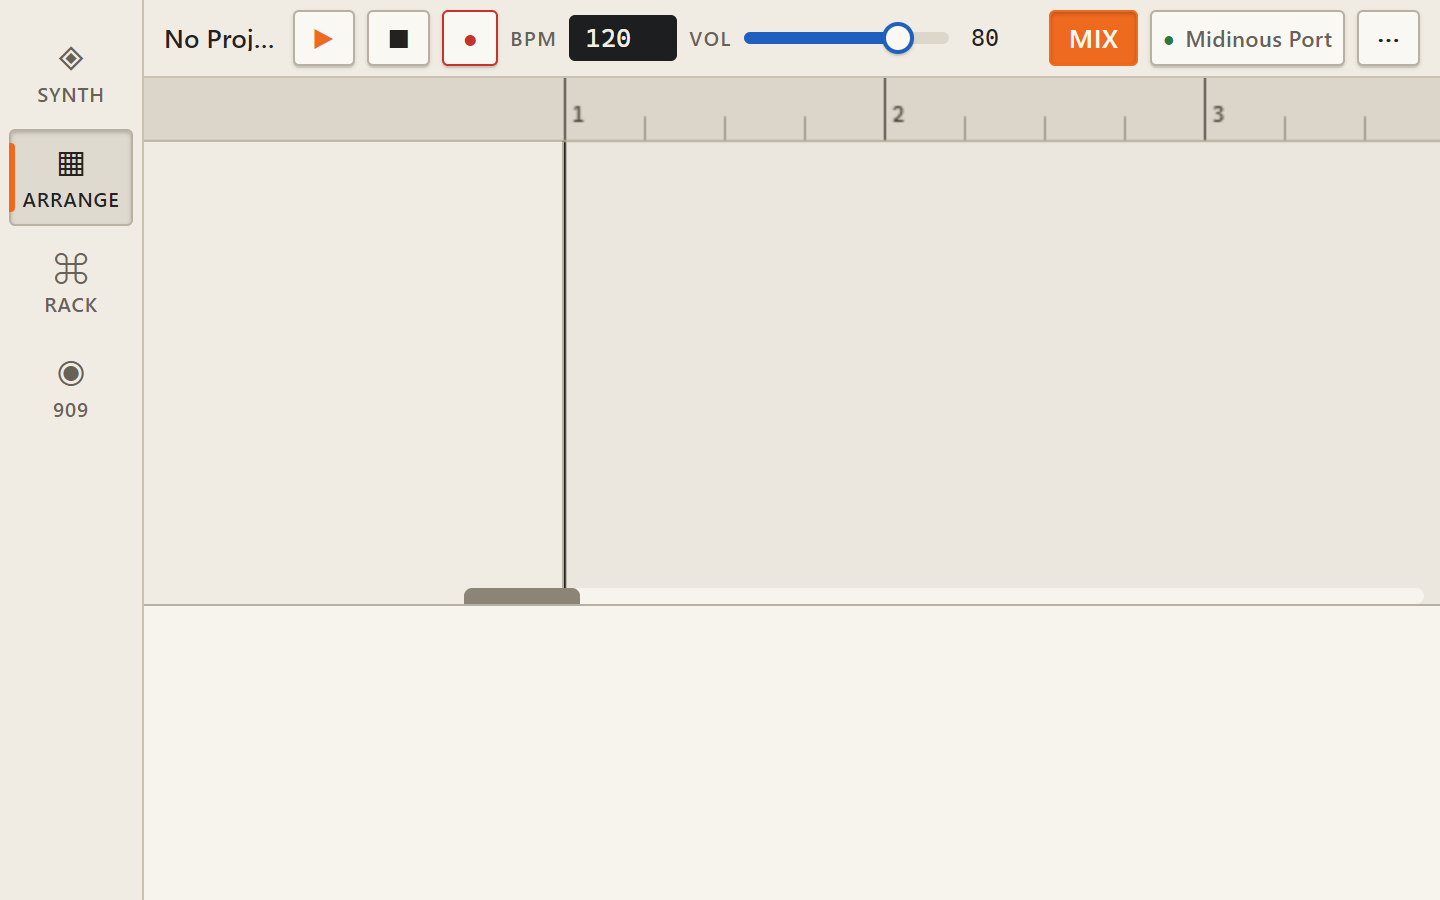 SYNTH
ARRANGE
RACK
909
No Proj...
BPM 120 VOL 80
MIX
Midinous Port
...
1 2 3